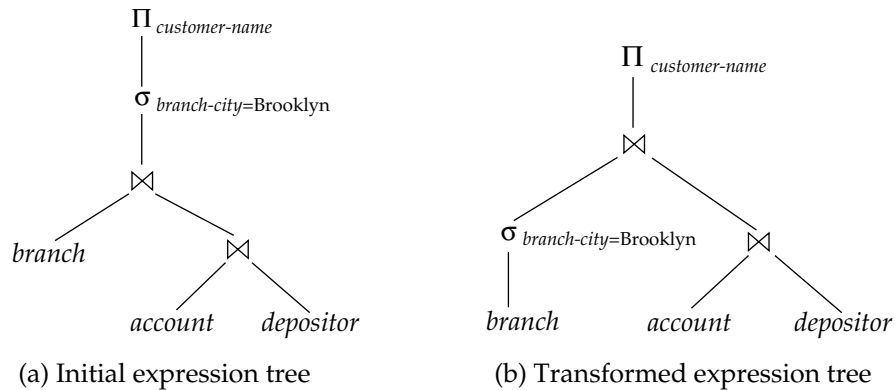 Π customer-name
σ branch-city=Brooklyn
⋈
branch
⋈
account depositor
(a) Initial expression tree
Π customer-name
⋈
σ branch-city=Brooklyn
⋈
branch
account depositor
(b) Transformed expression tree